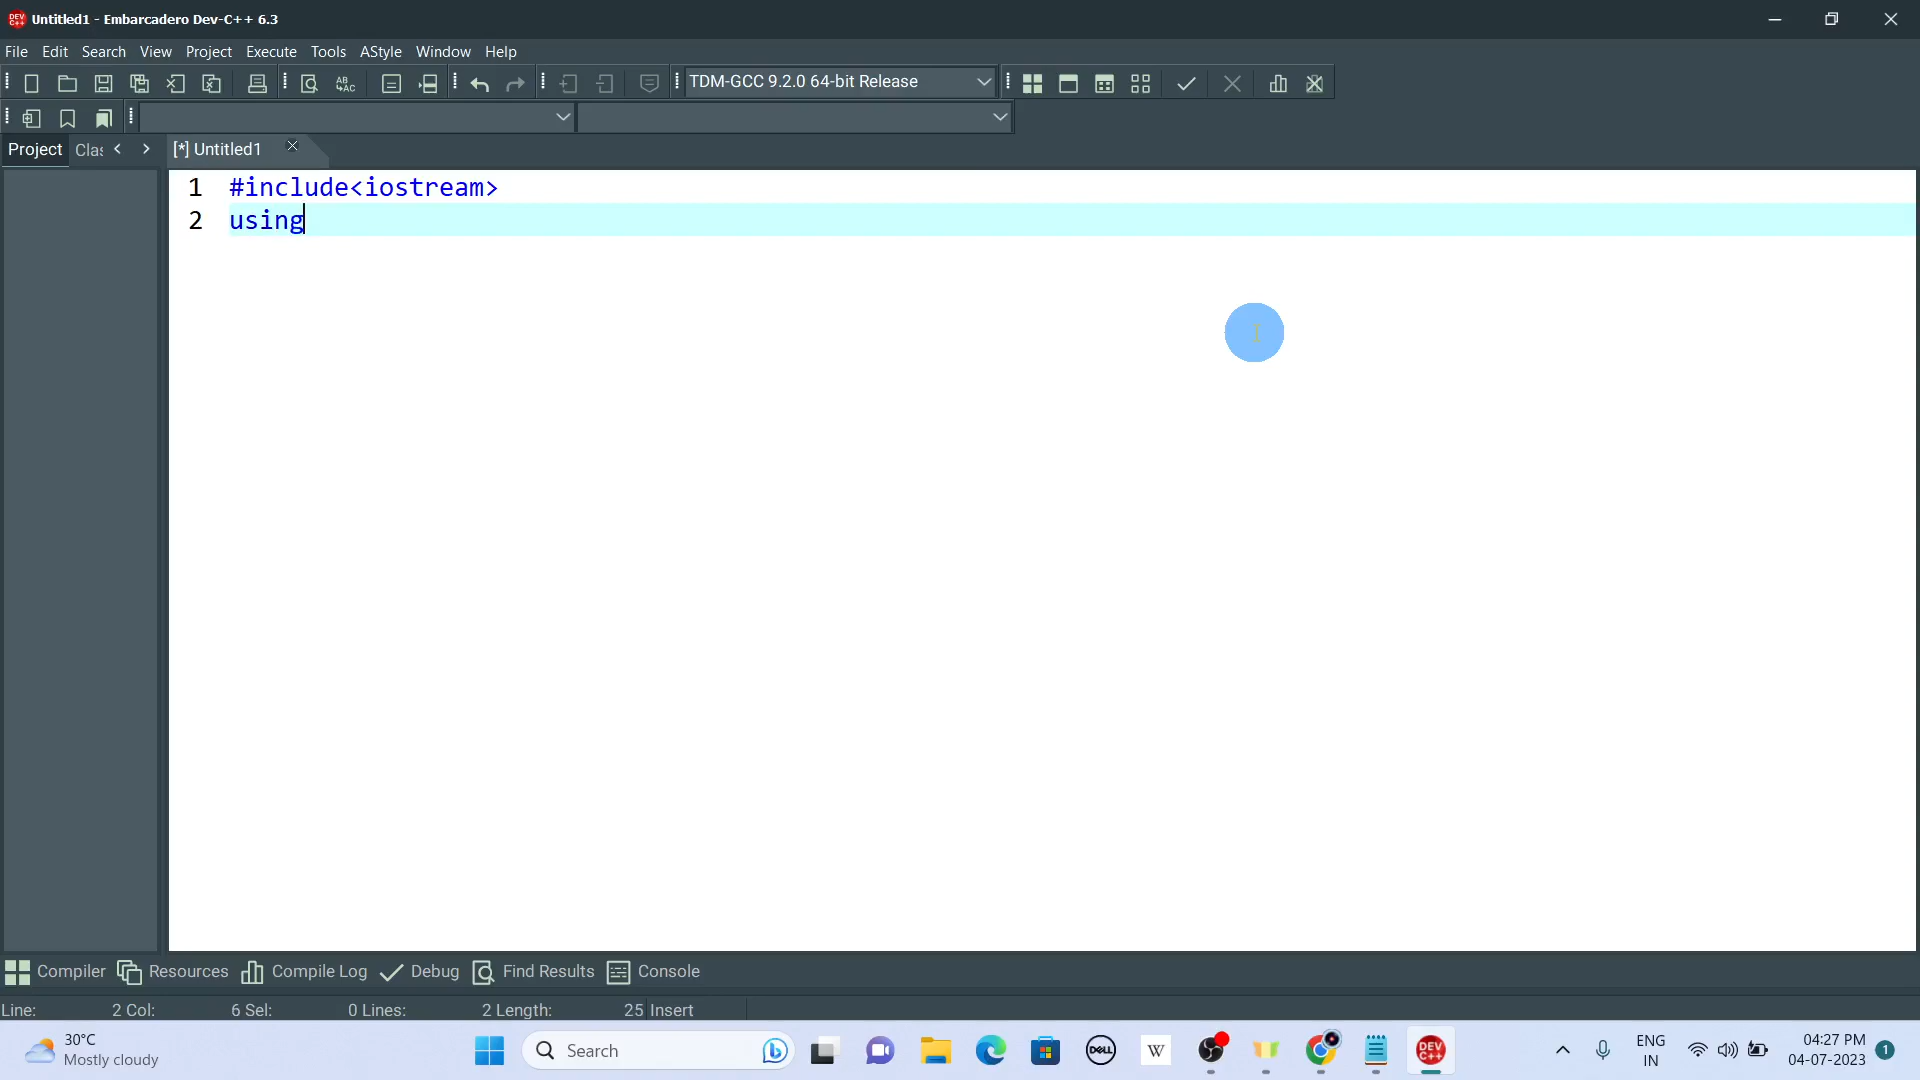 Untitled1 - Embarcadero Dev-C++ 6.3
File Edit Search View Project Execute Tools AStyle Window Help
TDM-GCC 9.2.0 64-bit Release
Project Clas [*] Untitled1
1 #include<iostream>
2 using
Compiler Resources Compile Log Debug Find Results Console
Line: 2 Col: 6 Sel: 0 Lines: 2 Length: 25 Insert
30°C
Mostly cloudy
Search
DELL
W
DEV C++
ENG
IN
04:27 PM
04-07-2023
1